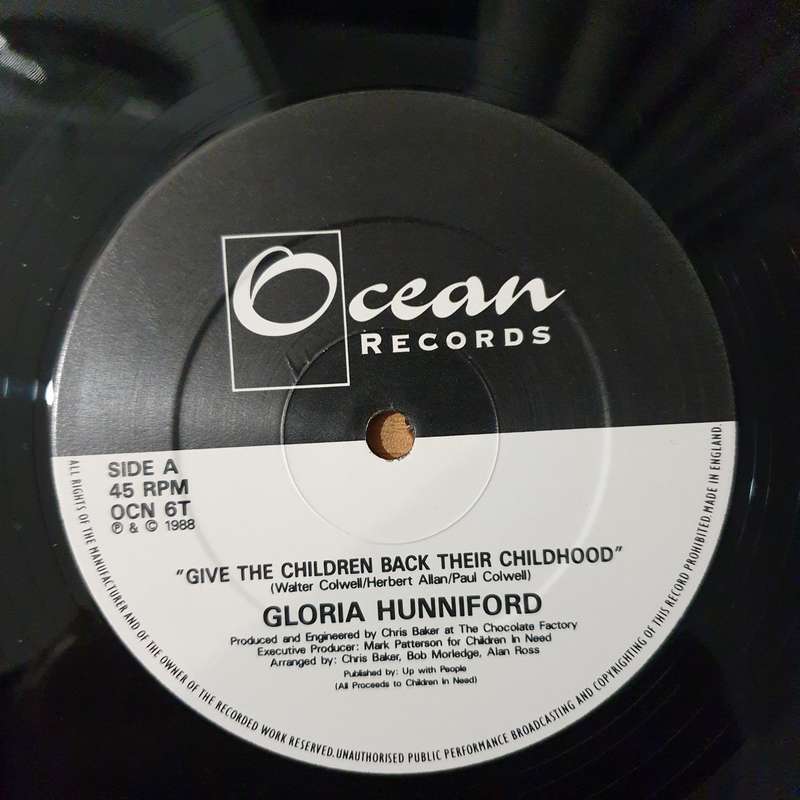 Ocean
RECORDS
SIDE A
45 RPM
OCN 6T
℗ & © 1988
"GIVE THE CHILDREN BACK THEIR CHILDHOOD"
(Walter Colwell/Herbert Allan/Paul Colwell)
GLORIA HUNNIFORD
Produced and Engineered by Chris Baker at The Chocolate Factory
Executive Producer: Mark Patterson for Children In Need
Arranged by: Chris Baker, Bob Morledge, Alan Ross
Published by: Up with People
(All Proceeds to Children in Need)
ALL RIGHTS OF THE MANUFACTURER AND OF THE OWNER OF THE RECORDED WORK RESERVED. UNAUTHORISED PUBLIC PERFORMANCE BROADCASTING AND COPYRIGHTING OF THIS RECORD PROHIBITED. MADE IN ENGLAND.